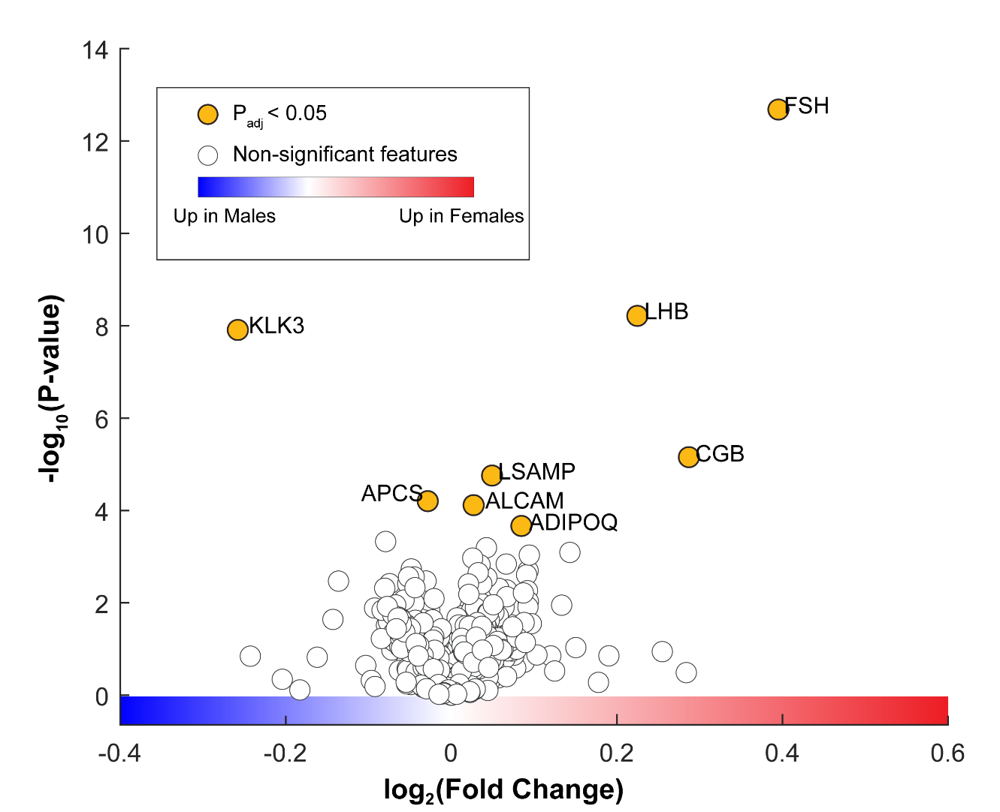 14
12
10
8
6
4
2
0
-log10(P-value)
Padj < 0.05
Non-significant features
Up in Males Up in Females
FSH
LHB
KLK3
CGB
LSAMP
APCS
ALCAM
ADIPOQ
-0.4 -0.2 0 0.2 0.4 0.6
log2(Fold Change)